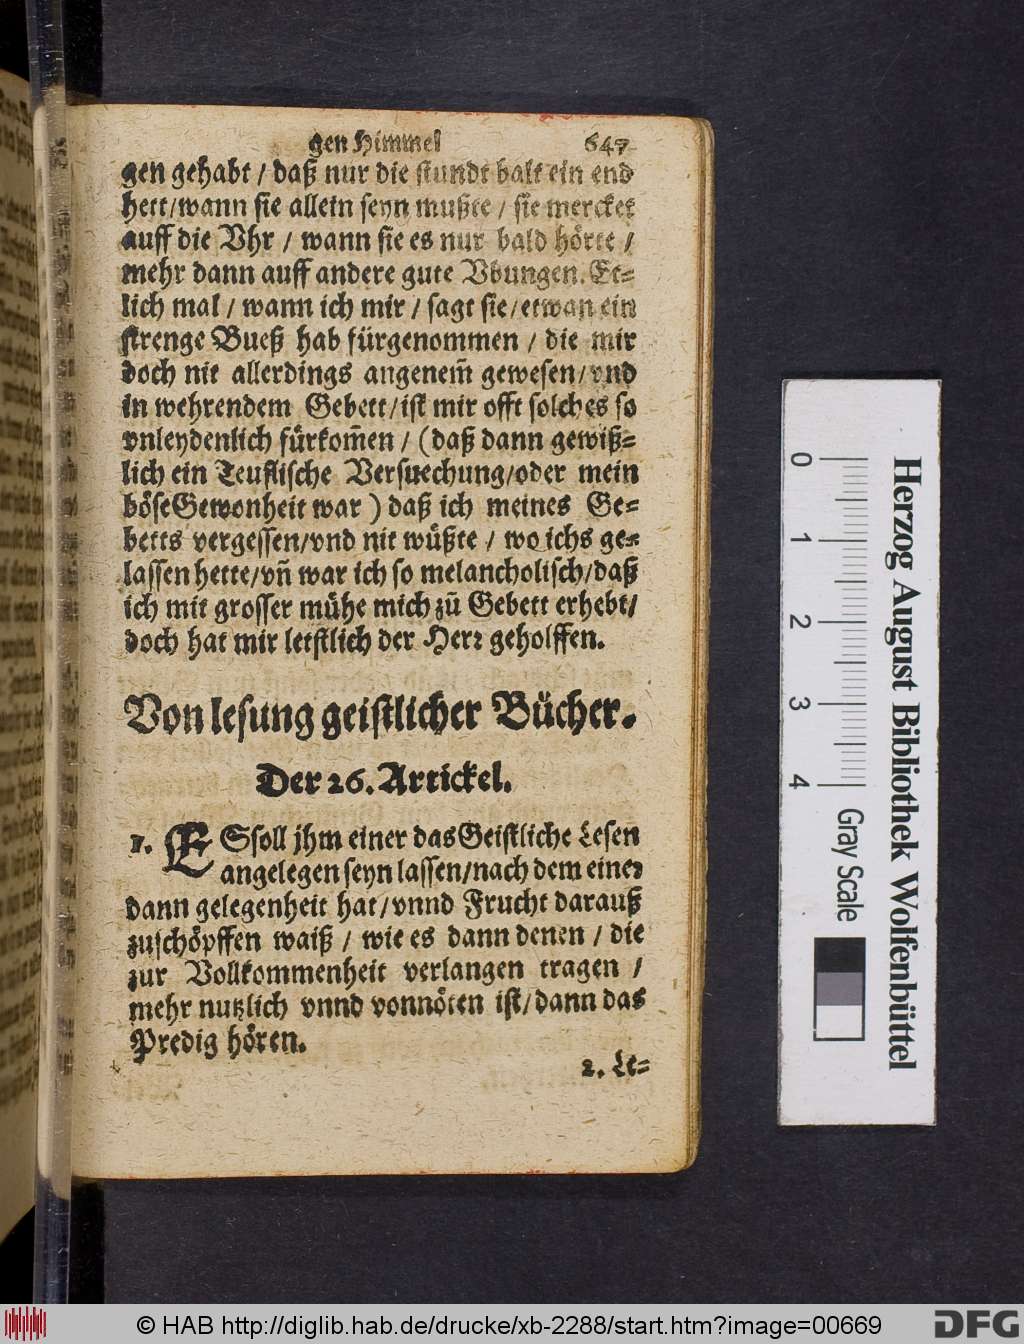 gen Himmel 647
gen gehabt / daß nur die stundt balt ein end
hett/wann sie allein seyn mußte / sie mercket
auff die Vhr / wann sie es nur bald hörte /
mehr dann auff andere gute Vbungen. Et⸗
lich mal / wann ich mir / sagt sie/etwan ein
strenge Bueß hab fürgenommen / die mir
doch nit allerdings angenem̃ gewesen/vnd
in wehrendem Gebett/ist mir offt solches so
vnleydenlich fürkom̃en / (daß dann gewiß⸗
lich ein Teuflische Versuechung/oder mein
böse Gewonheit war ) daß ich meines Ge⸗
betts vergessen/vnd nit wüßte / wo ichs ge⸗
lassen hette/vñ war ich so melancholisch/daß
ich mit grosser mühe mich zů Gebett erhebt/
doch hat mir letstlich der Herr geholffen.
Von lesung geistlicher Bücher.
Der 26. Artickel.
1. ES soll jhm einer das Geistliche Lesen
angelegen seyn lassen/nach dem einer
dann gelegenheit hat/vnnd Frucht darauß
zuschöpffen waiß / wie es dann denen / die
zur Vollkommenheit verlangen tragen /
mehr nutzlich vnnd vonnöten ist/dann das
Predig hören.
2. Le⸗
0 1 2 3 4
Gray Scale
Herzog August Bibliothek Wolfenbüttel
© HAB http://diglib.hab.de/drucke/xb-2288/start.htm?image=00669
DFG